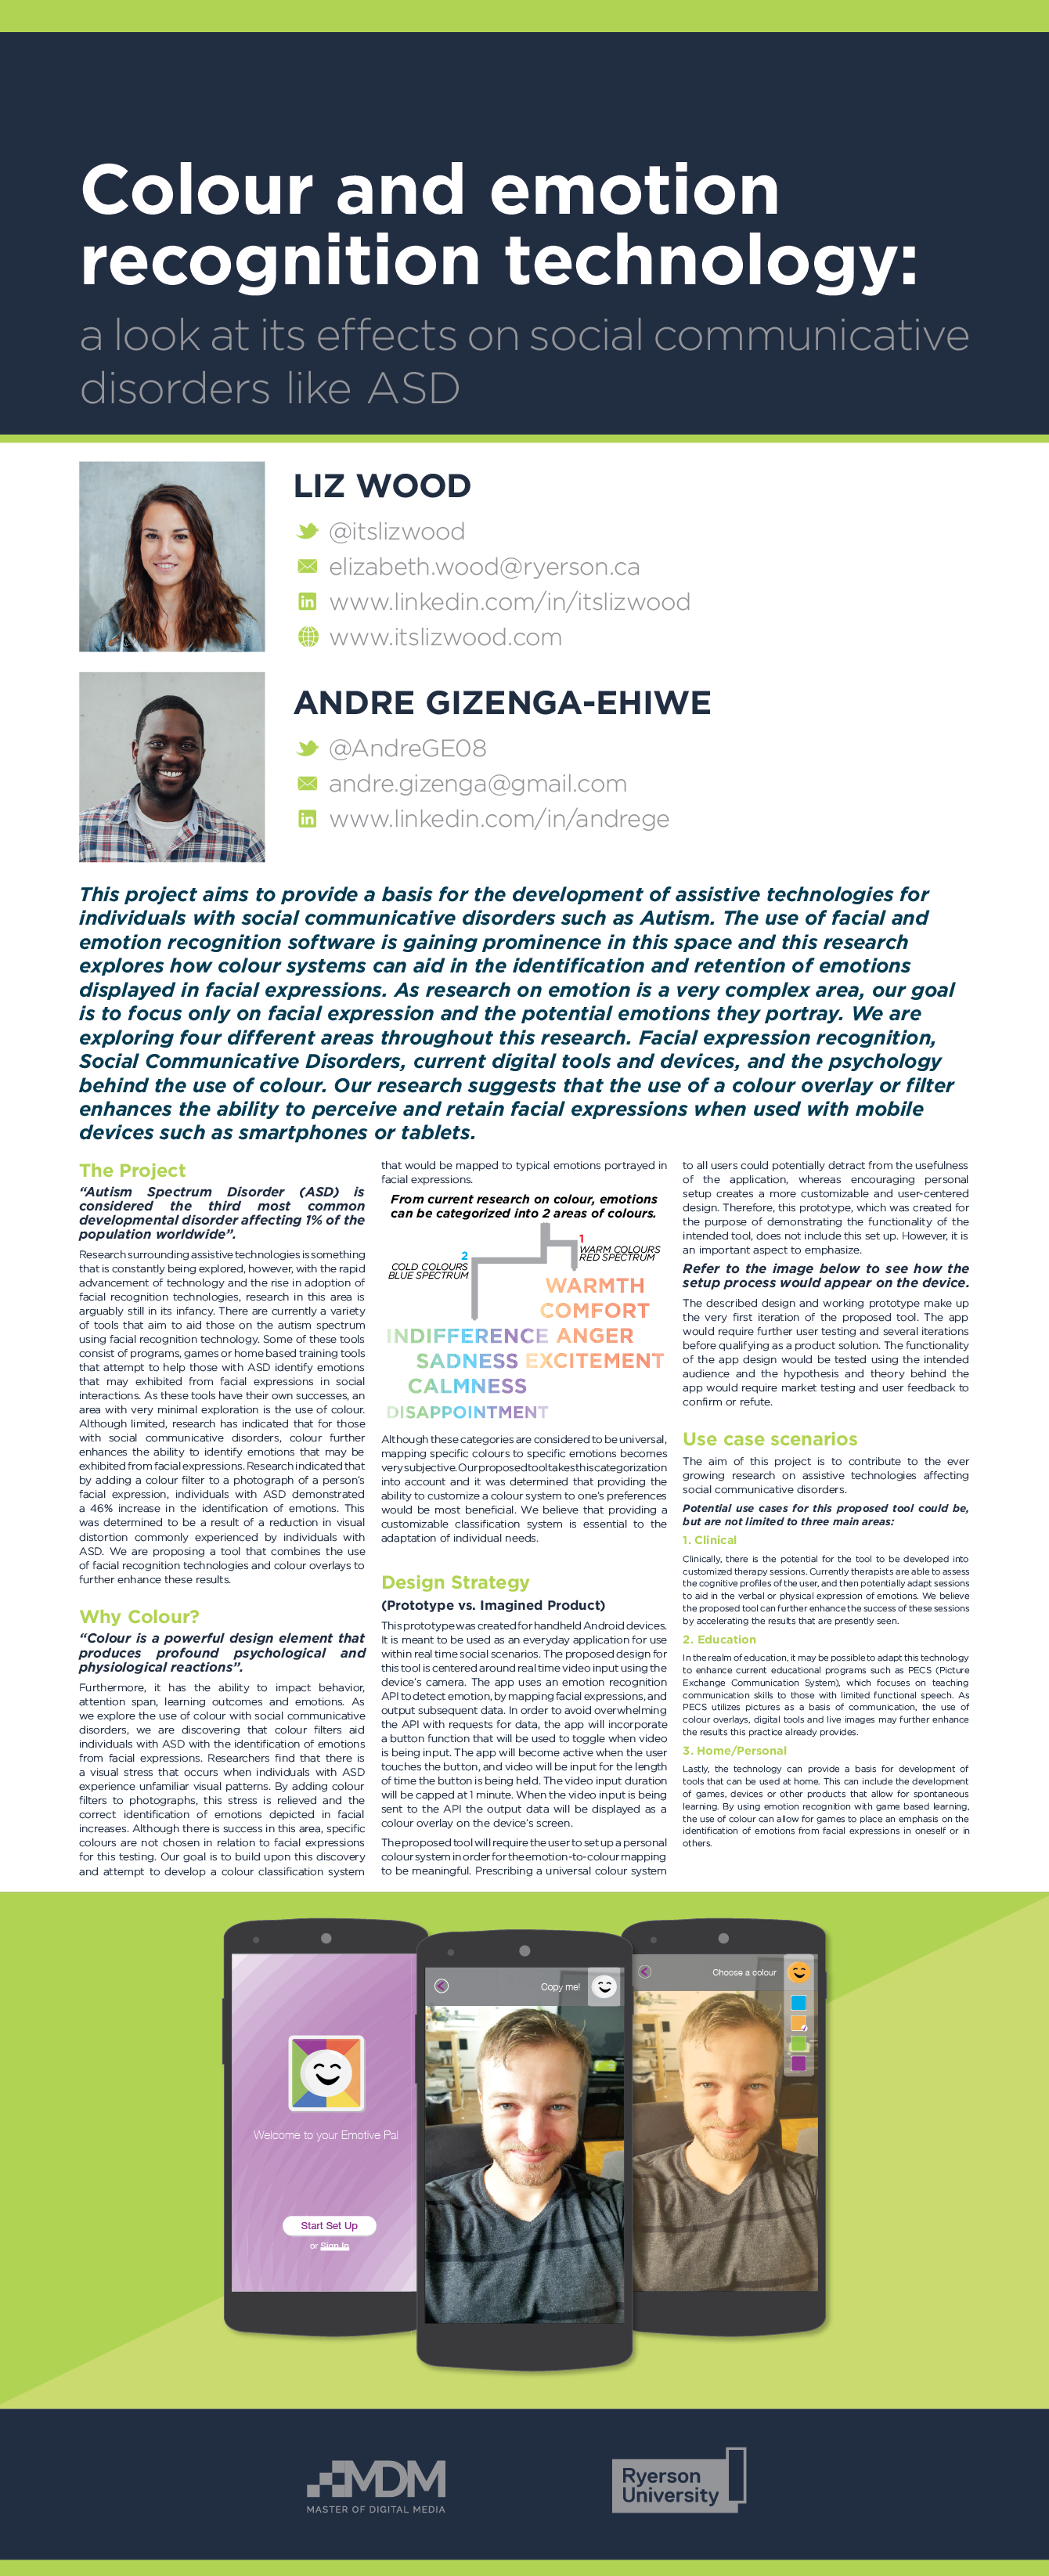 Colour and emotion
recognition technology:
a look at its effects on social communicative
disorders like ASD
LIZ WOOD
@itslizwood
elizabeth.wood@ryerson.ca
www.linkedin.com/in/itslizwood
www.itslizwood.com
ANDRE GIZENGA-EHIWE
@AndreGE08
andre.gizenga@gmail.com
www.linkedin.com/in/andrege
This project aims to provide a basis for the development of assistive technologies for
individuals with social communicative disorders such as Autism. The use of facial and
emotion recognition software is gaining prominence in this space and this research
explores how colour systems can aid in the identification and retention of emotions
displayed in facial expressions. As research on emotion is a very complex area, our goal
is to focus only on facial expression and the potential emotions they portray. We are
exploring four different areas throughout this research. Facial expression recognition,
Social Communicative Disorders, current digital tools and devices, and the psychology
behind the use of colour. Our research suggests that the use of a colour overlay or filter
enhances the ability to perceive and retain facial expressions when used with mobile
devices such as smartphones or tablets.
The Project
“Autism Spectrum Disorder (ASD) is
considered the third most common
developmental disorder affecting 1% of the
population worldwide”.
Research surrounding assistive technologies is something
that is constantly being explored, however, with the rapid
advancement of technology and the rise in adoption of
facial recognition technologies, research in this area is
arguably still in its infancy. There are currently a variety
of tools that aim to aid those on the autism spectrum
using facial recognition technology. Some of these tools
consist of programs, games or home based training tools
that attempt to help those with ASD identify emotions
that may exhibited from facial expressions in social
interactions. As these tools have their own successes, an
area with very minimal exploration is the use of colour.
Although limited, research has indicated that for those
with social communicative disorders, colour further
enhances the ability to identify emotions that may be
exhibited from facial expressions. Research indicated that
by adding a colour filter to a photograph of a person’s
facial expression, individuals with ASD demonstrated
a 46% increase in the identification of emotions. This
was determined to be a result of a reduction in visual
distortion commonly experienced by individuals with
ASD. We are proposing a tool that combines the use
of facial recognition technologies and colour overlays to
further enhance these results.
Why Colour?
“Colour is a powerful design element that
produces profound psychological and
physiological reactions”.
Furthermore, it has the ability to impact behavior,
attention span, learning outcomes and emotions. As
we explore the use of colour with social communicative
disorders, we are discovering that colour filters aid
individuals with ASD with the identification of emotions
from facial expressions. Researchers find that there is
a visual stress that occurs when individuals with ASD
experience unfamiliar visual patterns. By adding colour
filters to photographs, this stress is relieved and the
correct identification of emotions depicted in facial
increases. Although there is success in this area, specific
colours are not chosen in relation to facial expressions
for this testing. Our goal is to build upon this discovery
and attempt to develop a colour classification system
that would be mapped to typical emotions portrayed in
facial expressions.
From current research on colour, emotions
can be categorized into 2 areas of colours.
1
WARM COLOURS
RED SPECTRUM
2
COLD COLOURS
BLUE SPECTRUM
WARMTH
COMFORT
INDIFFERENCE ANGER
SADNESS EXCITEMENT
CALMNESS
DISAPPOINTMENT
Although these categories are considered to be universal,
mapping specific colours to specific emotions becomes
very subjective. Our proposed tool takes this categorization
into account and it was determined that providing the
ability to customize a colour system to one’s preferences
would be most beneficial. We believe that providing a
customizable classification system is essential to the
adaptation of individual needs.
Design Strategy
(Prototype vs. Imagined Product)
This prototype was created for handheld Android devices.
It is meant to be used as an everyday application for use
within real time social scenarios. The proposed design for
this tool is centered around real time video input using the
device’s camera. The app uses an emotion recognition
API to detect emotion, by mapping facial expressions, and
output subsequent data. In order to avoid overwhelming
the API with requests for data, the app will incorporate
a button function that will be used to toggle when video
is being input. The app will become active when the user
touches the button, and video will be input for the length
of time the button is being held. The video input duration
will be capped at 1 minute. When the video input is being
sent to the API the output data will be displayed as a
colour overlay on the device’s screen.
The proposed tool will require the user to set up a personal
colour system in order for the emotion-to-colour mapping
to be meaningful. Prescribing a universal colour system
to all users could potentially detract from the usefulness
of the application, whereas encouraging personal
setup creates a more customizable and user-centered
design. Therefore, this prototype, which was created for
the purpose of demonstrating the functionality of the
intended tool, does not include this set up. However, it is
an important aspect to emphasize.
Refer to the image below to see how the
setup process would appear on the device.
The described design and working prototype make up
the very first iteration of the proposed tool. The app
would require further user testing and several iterations
before qualifying as a product solution. The functionality
of the app design would be tested using the intended
audience and the hypothesis and theory behind the
app would require market testing and user feedback to
confirm or refute.
Use case scenarios
The aim of this project is to contribute to the ever
growing research on assistive technologies affecting
social communicative disorders.
Potential use cases for this proposed tool could be,
but are not limited to three main areas:
1. Clinical
Clinically, there is the potential for the tool to be developed into
customized therapy sessions. Currently therapists are able to assess
the cognitive profiles of the user, and then potentially adapt sessions
to aid in the verbal or physical expression of emotions. We believe
the proposed tool can further enhance the success of these sessions
by accelerating the results that are presently seen.
2. Education
In the realm of education, it may be possible to adapt this technology
to enhance current educational programs such as PECS (Picture
Exchange Communication System), which focuses on teaching
communication skills to those with limited functional speech. As
PECS utilizes pictures as a basis of communication, the use of
colour overlays, digital tools and live images may further enhance
the results this practice already provides.
3. Home/Personal
Lastly, the technology can provide a basis for development of
tools that can be used at home. This can include the development
of games, devices or other products that allow for spontaneous
learning. By using emotion recognition with game based learning,
the use of colour can allow for games to place an emphasis on the
identification of emotions from facial expressions in oneself or in
others.
Welcome to your Emotive Pal
Start Set Up
or Sign In
Copy me!
Choose a colour
MDM
MASTER OF DIGITAL MEDIA
Ryerson
University